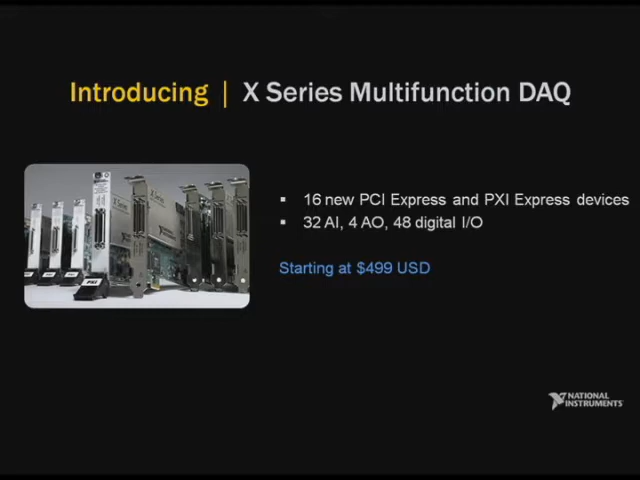 Introducing | X Series Multifunction DAQ
16 new PCI Express and PXI Express devices
32 AI, 4 AO, 48 digital I/O
Starting at $499 USD
PXI
NATIONAL
INSTRUMENTS